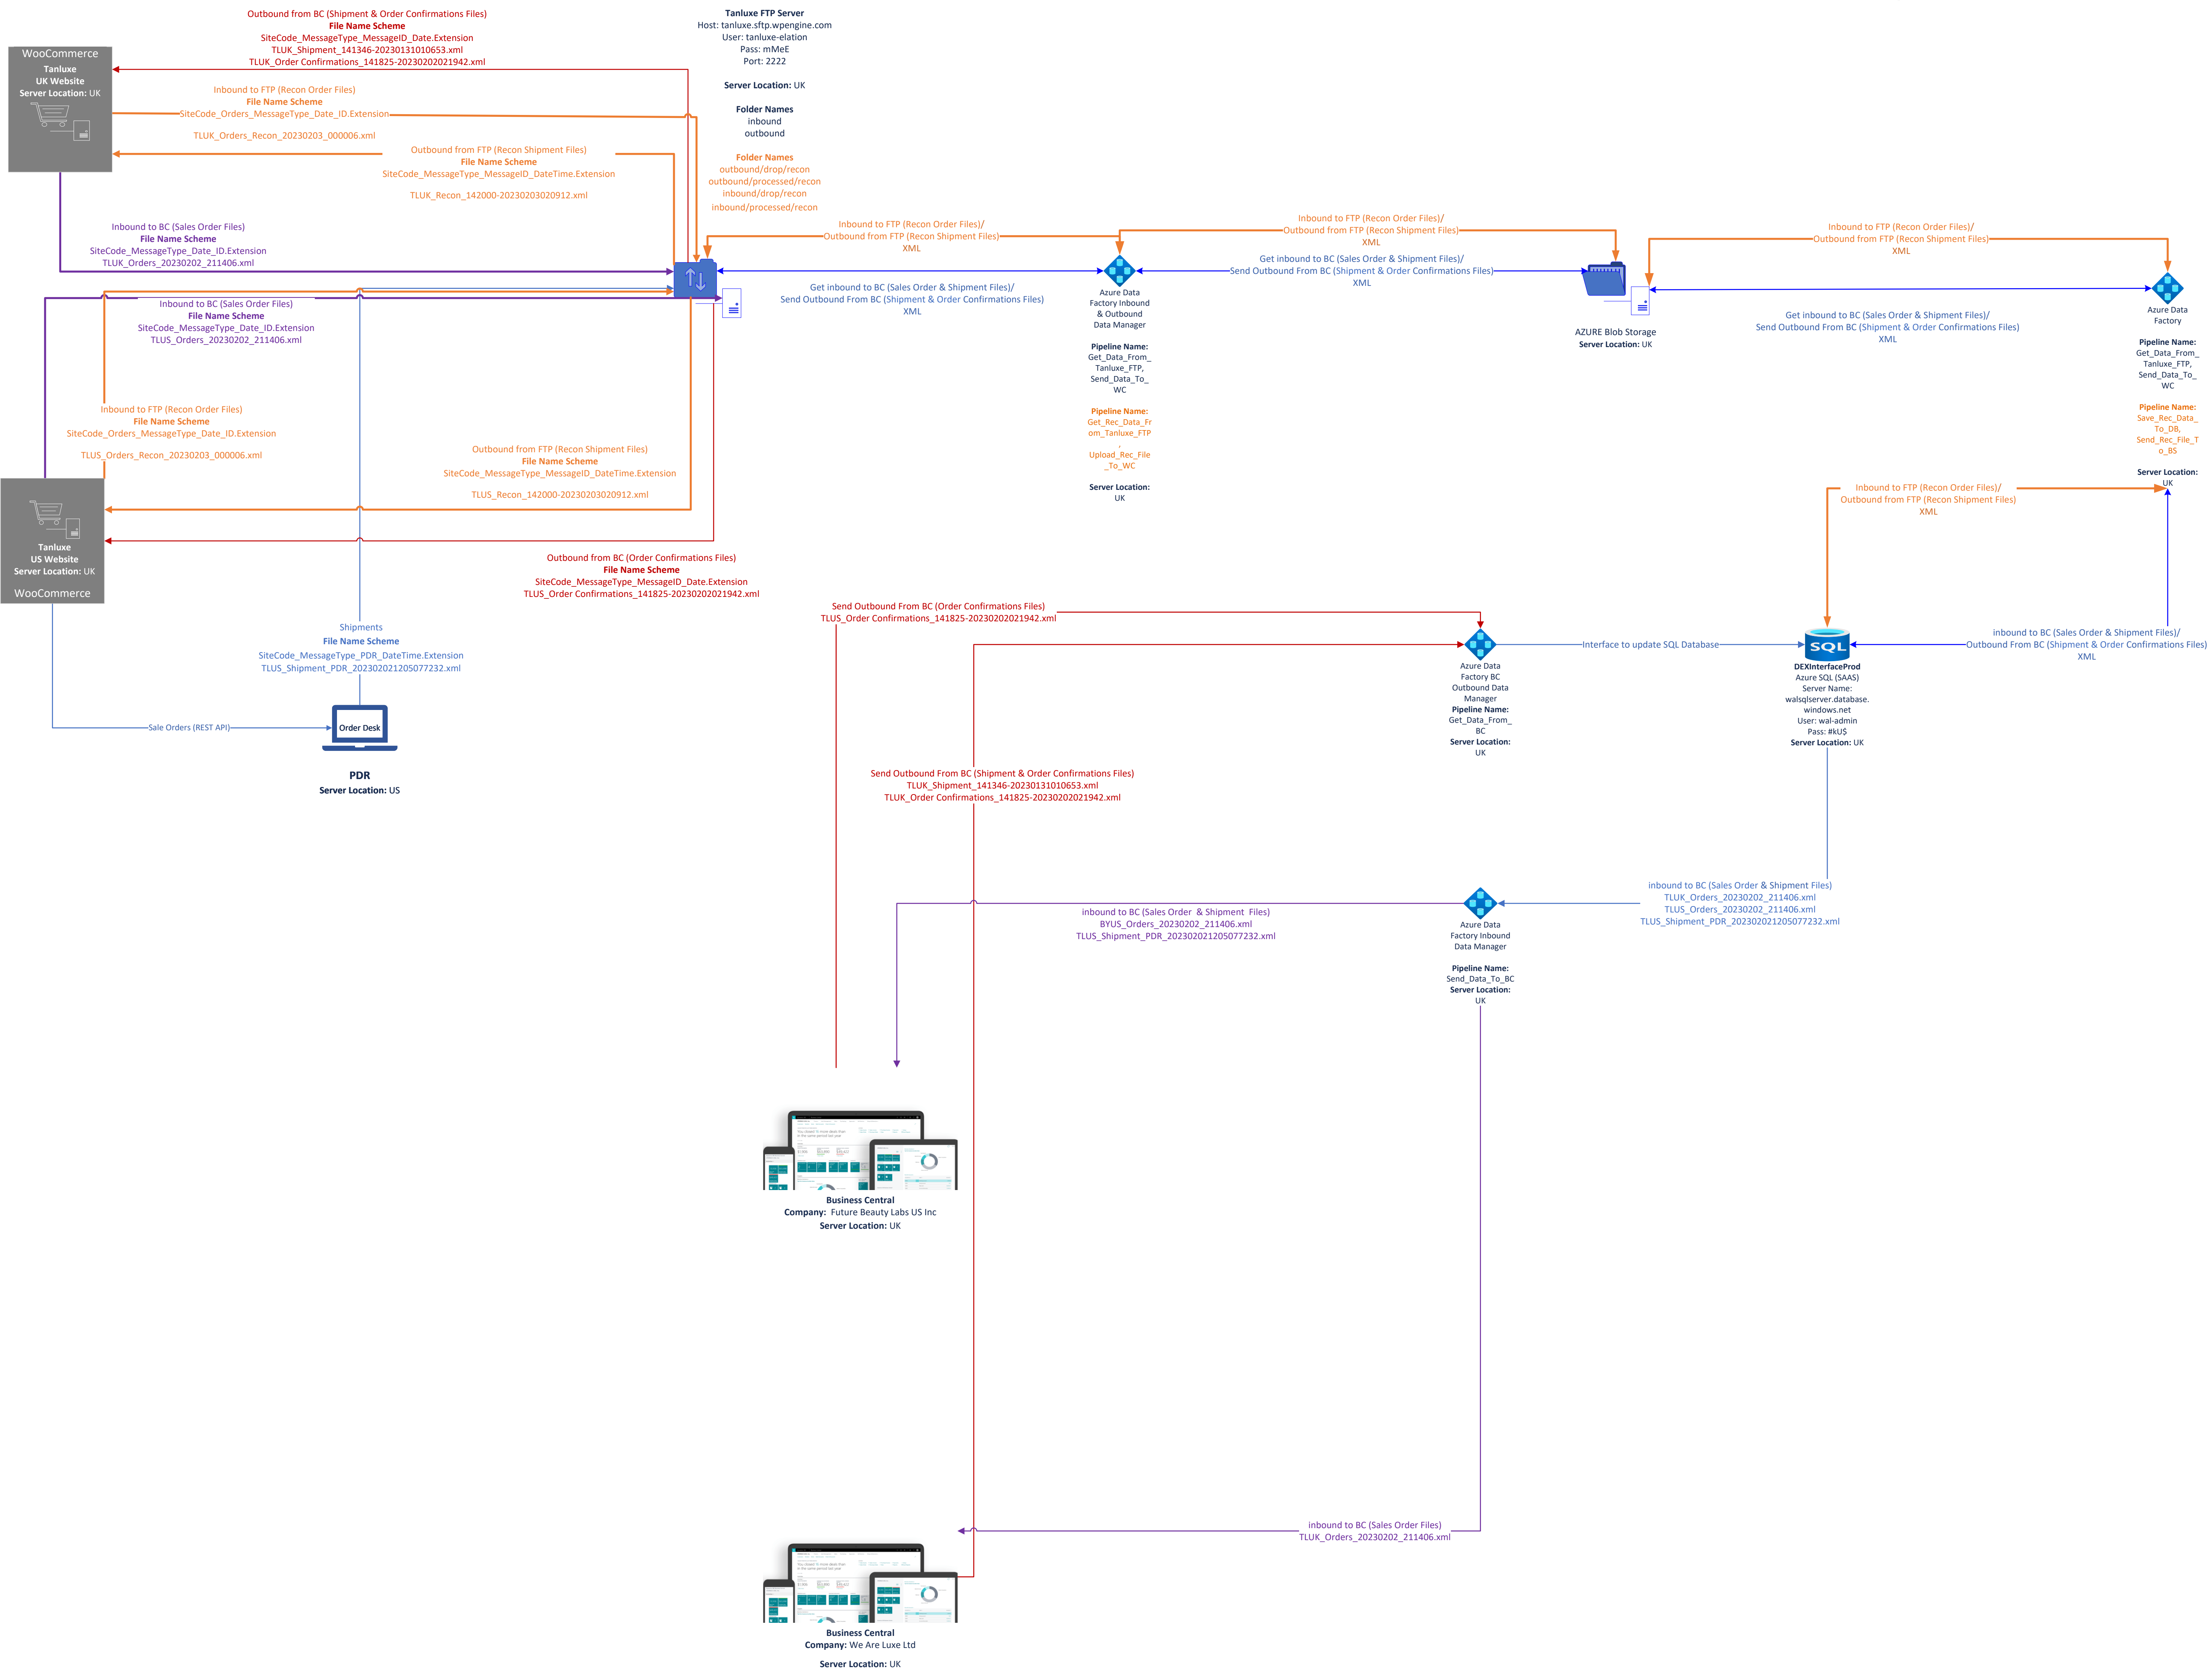 Outbound from BC (Shipment & Order Confirmations Files)
File Name Scheme
SiteCode_MessageType_MessageID_Date.Extension
TLUK_Shipment_141346-20230131010653.xml
TLUK_Order Confirmations_141825-20230202021942.xml
Tanluxe FTP Server
Host: tanluxe.sftp.wpengine.com
User: tanluxe-elation
Pass: mMeE
Port: 2222
Server Location: UK
Folder Names
inbound
outbound
Folder Names
outbound/drop/recon
outbound/processed/recon
inbound/drop/recon
inbound/processed/recon
WooCommerce
Tanluxe
UK Website
Server Location: UK
Inbound to FTP (Recon Order Files)
File Name Scheme
SiteCode_Orders_MessageType_Date_ID.Extension
TLUK_Orders_Recon_20230203_000006.xml
Outbound from FTP (Recon Shipment Files)
File Name Scheme
SiteCode_MessageType_MessageID_DateTime.Extension
TLUK_Recon_142000-20230203020912.xml
Inbound to BC (Sales Order Files)
File Name Scheme
SiteCode_MessageType_Date_ID.Extension
TLUK_Orders_20230202_211406.xml
Inbound to FTP (Recon Order Files)/
Outbound from FTP (Recon Shipment Files)
XML
Inbound to FTP (Recon Order Files)/
Outbound from FTP (Recon Shipment Files)
XML
Inbound to FTP (Recon Order Files)/
Outbound from FTP (Recon Shipment Files)
XML
Get inbound to BC (Sales Order & Shipment Files)/
Send Outbound From BC (Shipment & Order Confirmations Files)
XML
Get inbound to BC (Sales Order & Shipment Files)/
Send Outbound From BC (Shipment & Order Confirmations Files)
XML
Get inbound to BC (Sales Order & Shipment Files)/
Send Outbound From BC (Shipment & Order Confirmations Files)
XML
Azure Data
Factory Inbound
& Outbound
Data Manager
Pipeline Name:
Get_Data_From_
Tanluxe_FTP,
Send_Data_To_
WC
Pipeline Name:
Get_Rec_Data_Fr
om_Tanluxe_FTP
,
Upload_Rec_File
_To_WC
Server Location:
UK
AZURE Blob Storage
Server Location: UK
Azure Data
Factory
Pipeline Name:
Get_Data_From_
Tanluxe_FTP,
Send_Data_To_
WC
Pipeline Name:
Save_Rec_Data_
To_DB,
Send_Rec_File_T
o_BS
Server Location:
UK
Inbound to BC (Sales Order Files)
File Name Scheme
SiteCode_MessageType_Date_ID.Extension
TLUS_Orders_20230202_211406.xml
Inbound to FTP (Recon Order Files)
File Name Scheme
SiteCode_Orders_MessageType_Date_ID.Extension
TLUS_Orders_Recon_20230203_000006.xml
Outbound from FTP (Recon Shipment Files)
File Name Scheme
SiteCode_MessageType_MessageID_DateTime.Extension
TLUS_Recon_142000-20230203020912.xml
Inbound to FTP (Recon Order Files)/
Outbound from FTP (Recon Shipment Files)
XML
Tanluxe
US Website
Server Location: UK
WooCommerce
Outbound from BC (Order Confirmations Files)
File Name Scheme
SiteCode_MessageType_MessageID_Date.Extension
TLUS_Order Confirmations_141825-20230202021942.xml
Send Outbound From BC (Order Confirmations Files)
TLUS_Order Confirmations_141825-20230202021942.xml
Shipments
File Name Scheme
SiteCode_MessageType_PDR_DateTime.Extension
TLUS_Shipment_PDR_202302021205077232.xml
Sale Orders (REST API)
Order Desk
PDR
Server Location: US
Azure Data
Factory BC
Outbound Data
Manager
Pipeline Name:
Get_Data_From_
BC
Server Location:
UK
Interface to update SQL Database
SQL
DEXInterfaceProd
Azure SQL (SAAS)
Server Name:
walsqlserver.database.
windows.net
User: wal-admin
Pass: #kU$
Server Location: UK
inbound to BC (Sales Order & Shipment Files)/
Outbound From BC (Shipment & Order Confirmations Files)
XML
Send Outbound From BC (Shipment & Order Confirmations Files)
TLUK_Shipment_141346-20230131010653.xml
TLUK_Order Confirmations_141825-20230202021942.xml
inbound to BC (Sales Order & Shipment Files)
TLUK_Orders_20230202_211406.xml
TLUS_Orders_20230202_211406.xml
TLUS_Shipment_PDR_202302021205077232.xml
inbound to BC (Sales Order & Shipment Files)
BYUS_Orders_20230202_211406.xml
TLUS_Shipment_PDR_202302021205077232.xml
Azure Data
Factory Inbound
Data Manager
Pipeline Name:
Send_Data_To_BC
Server Location:
UK
Business Central
Company: Future Beauty Labs US Inc
Server Location: UK
inbound to BC (Sales Order Files)
TLUK_Orders_20230202_211406.xml
Business Central
Company: We Are Luxe Ltd
Server Location: UK